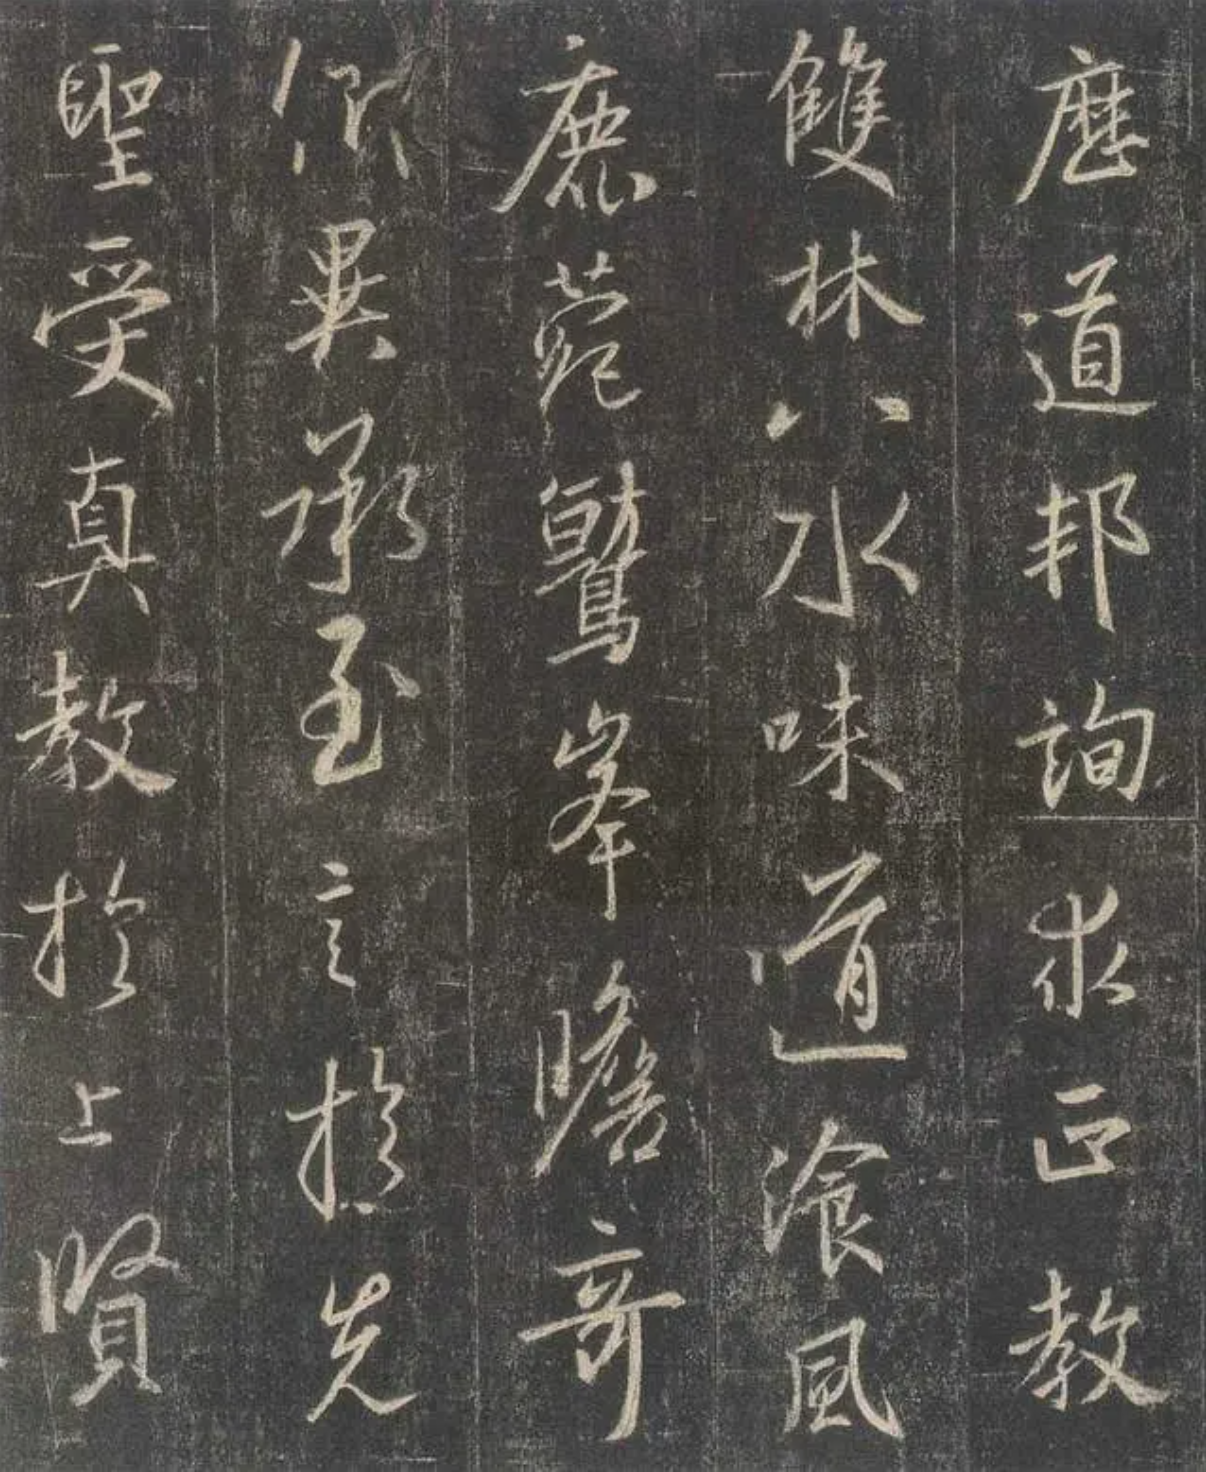 歷道邦詢求正教
雙林八水味道飡風
鹿菀鷲峯瞻奇
仰異承至言於先
聖受真教於上賢